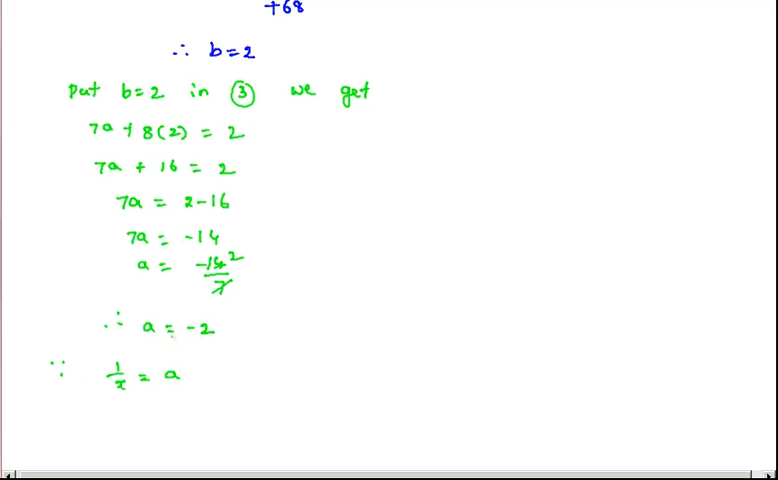 +68
∴ b=2
Put b=2 in ③ we get
7a + 8(2) = 2
7a + 16 = 2
7a = 2-16
7a = -14
a = -14/7 2
∴ a = -2
∵ 1/x = a